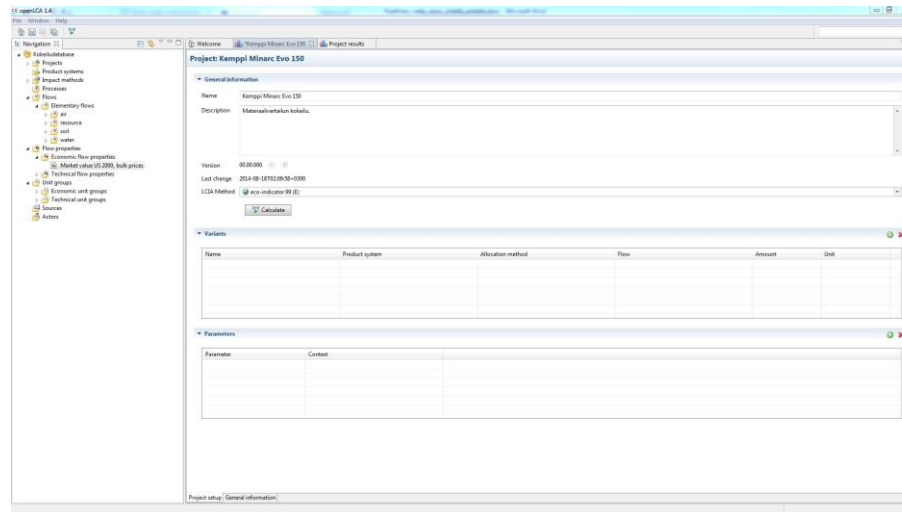 openLCA 1.4
File Window Help
Navigation
Welcome
*Kemppi Minarc Evo 150
Project results
Kokeiludatabase
Projects
Product systems
Impact methods
Processes
Flows
Elementary flows
air
resource
soil
water
Flow properties
Economic flow properties
Market value US 2000, bulk prices
Technical flow properties
Unit groups
Economic unit groups
Technical unit groups
Sources
Actors
Project: Kemppi Minarc Evo 150
General information
Name Kemppi Minarc Evo 150
Description Materiaalivertailun kokeilu.
Version 00.00.000
Last change 2014-08-18T02:09:58+0300
LCIA Method eco-indicator 99 (E)
Calculate
Variants
Name Product system Allocation method Flow Amount Unit
Parameters
Parameter Context
Project setup General information